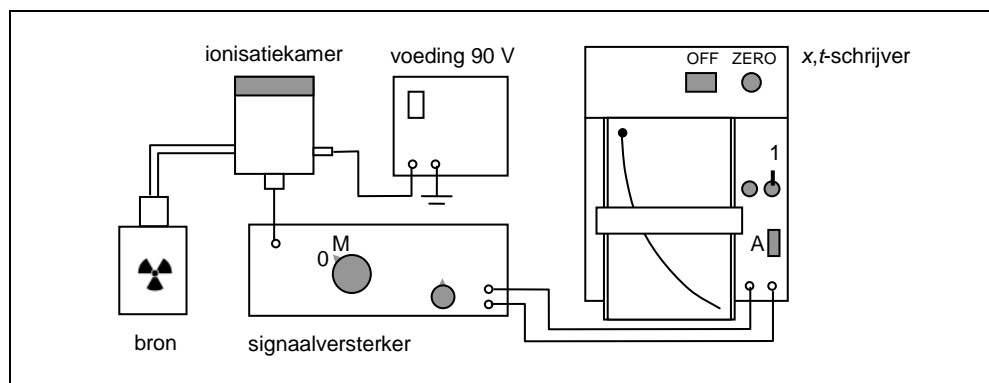 ionisatiekamer
voeding 90 V
OFF ZERO
x,t-schrijver
1
M
0
A
bron
signaalversterker